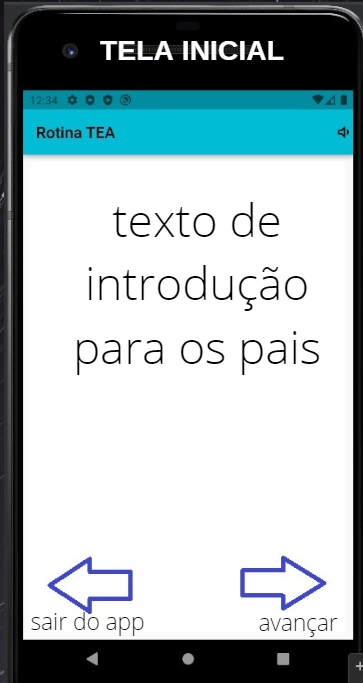 TELA INICIAL
12:34
Rotina TEA
texto de
introdução
para os pais
sair do app
avançar